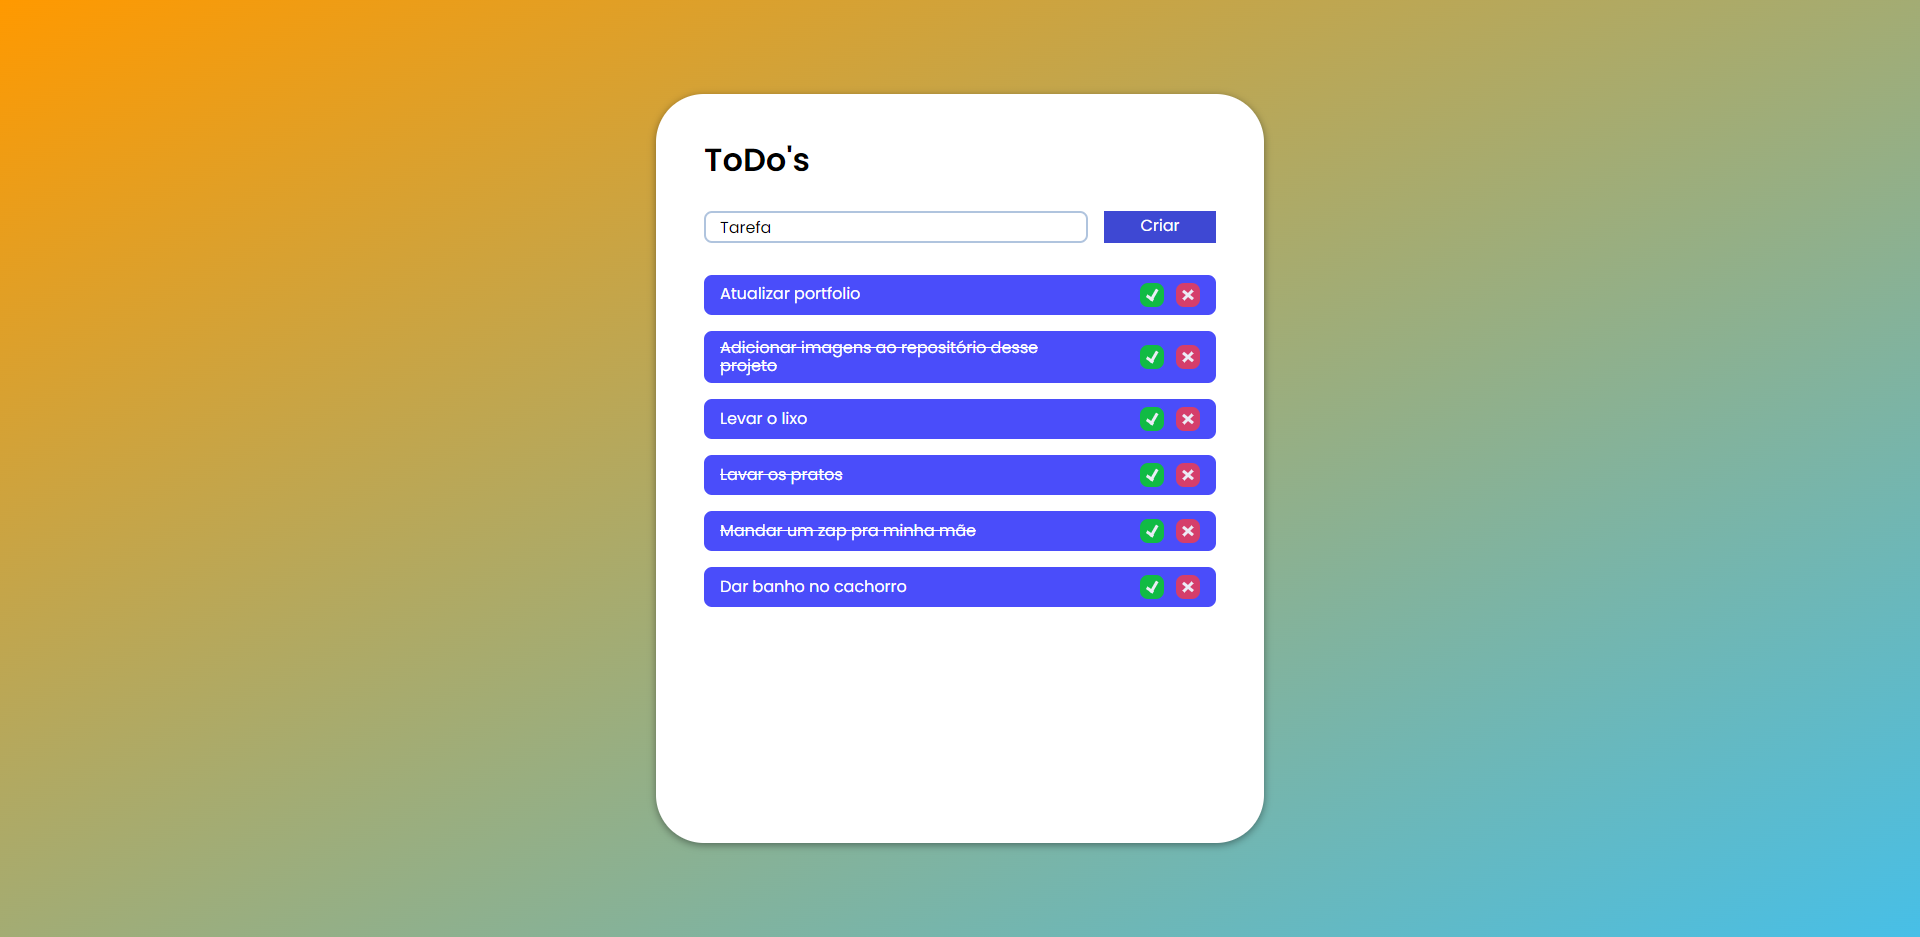 ToDo's
Tarefa
Criar
Atualizar portfolio
Adicionar imagens ao repositório desse
projeto
Levar o lixo
Lavar os pratos
Mandar um zap pra minha mãe
Dar banho no cachorro